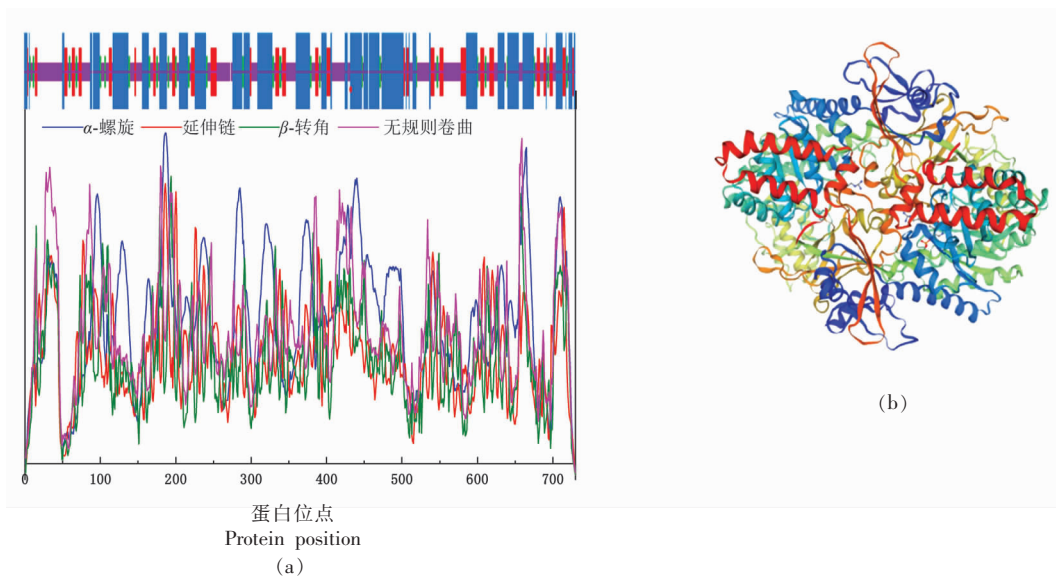 α-螺旋 延伸链 β-转角 无规则卷曲
0 100 200 300 400 500 600 700
蛋白位点
Protein position
(a)
(b)